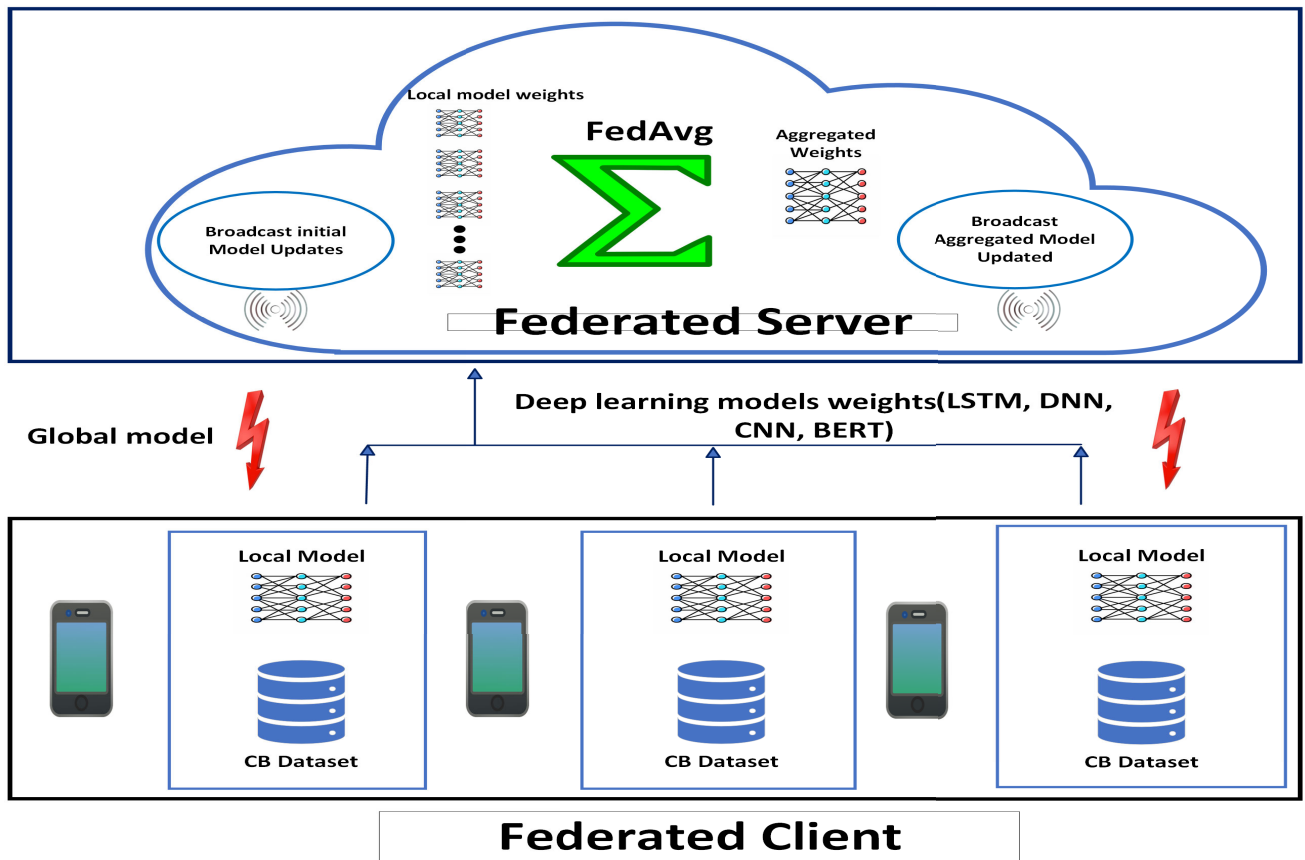 Local model weights
FedAvg
Aggregated
Weights
Broadcast initial
Model Updates
Broadcast
Aggregated Model
Updated
Federated Server
Global model
Deep learning models weights(LSTM, DNN,
CNN, BERT)
Local Model
CB Dataset
Local Model
CB Dataset
Local Model
CB Dataset
Federated Client